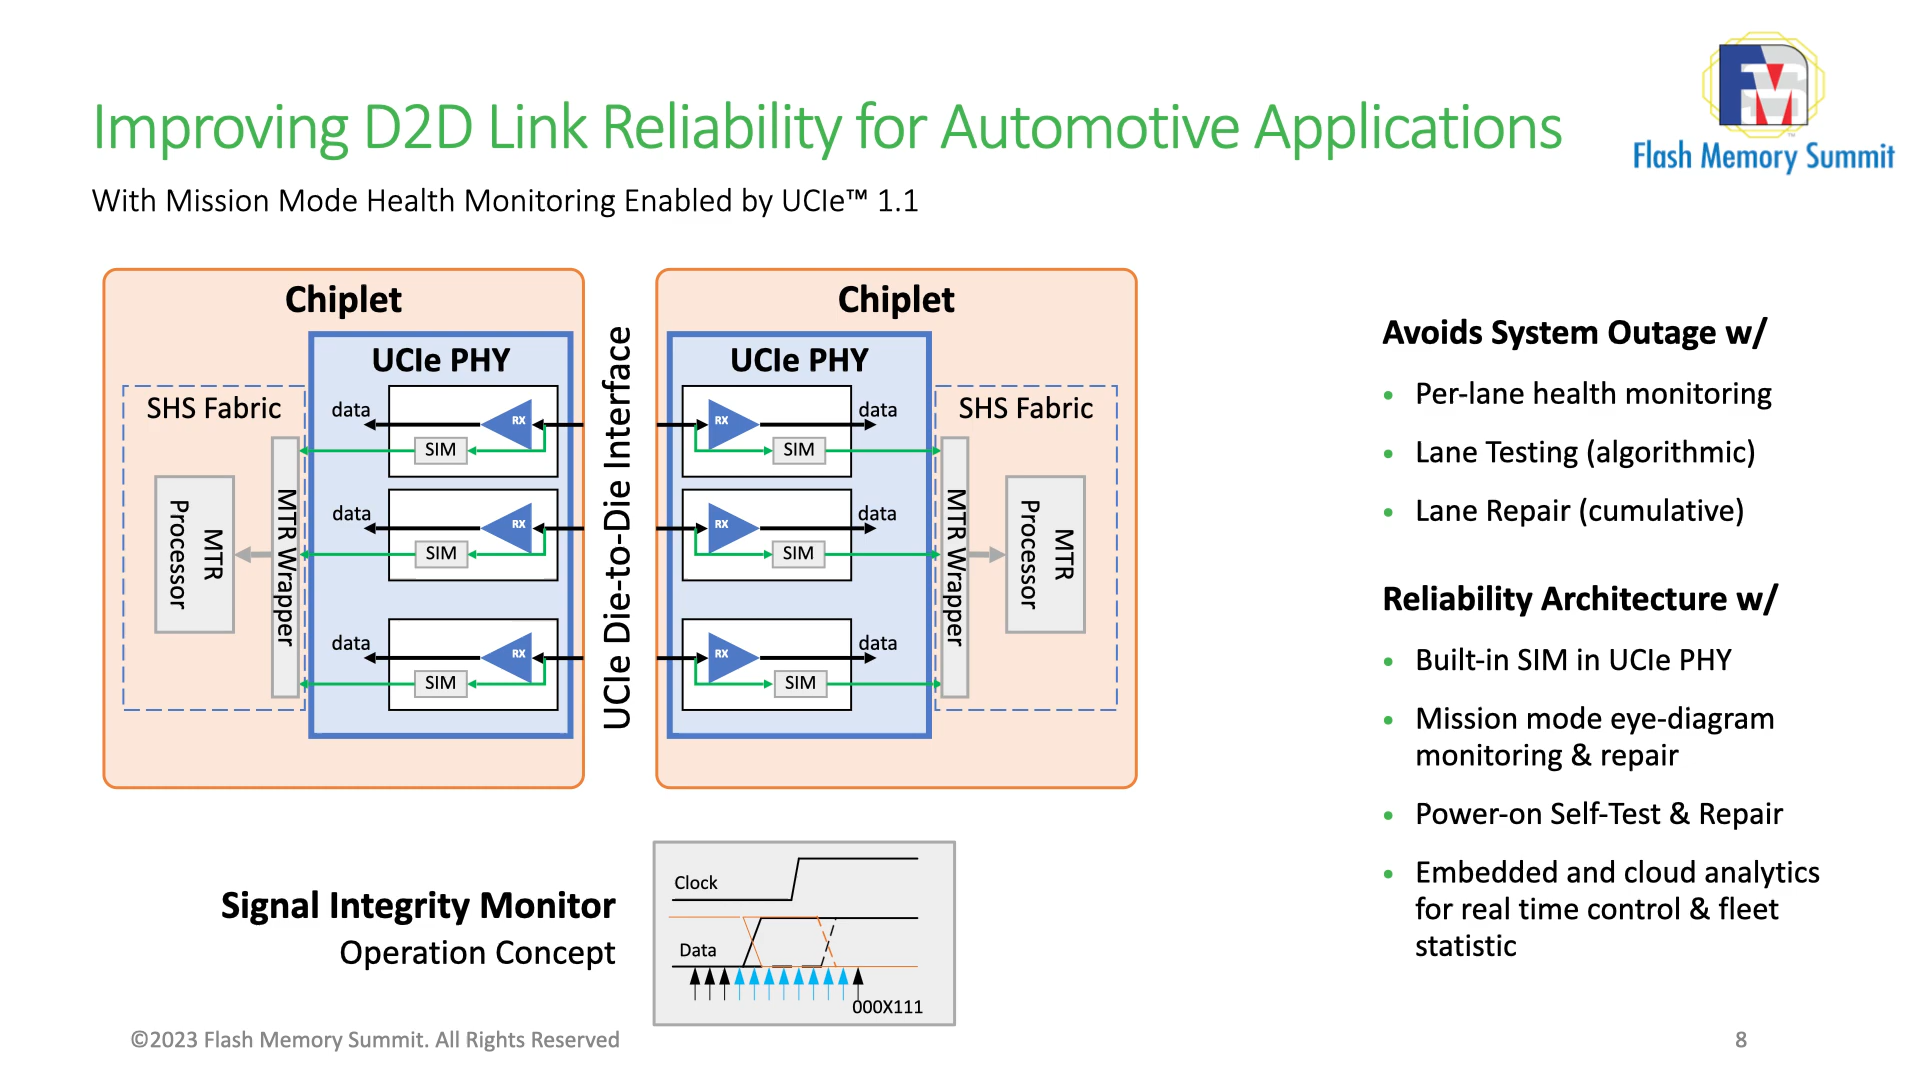 Improving D2D Link Reliability for Automotive Applications
Flash Memory Summit
With Mission Mode Health Monitoring Enabled by UCIe™ 1.1
Chiplet
UCIe PHY
SHS Fabric
data
RX
SIM
data
RX
SIM
data
RX
SIM
MTR Wrapper
MTR
Processor
UCIe Die-to-Die Interface
Chiplet
UCIe PHY
SHS Fabric
RX
data
SIM
RX
data
SIM
RX
data
SIM
MTR Wrapper
MTR
Processor
Avoids System Outage w/
• Per-lane health monitoring
• Lane Testing (algorithmic)
• Lane Repair (cumulative)
Reliability Architecture w/
• Built-in SIM in UCIe PHY
• Mission mode eye-diagram
monitoring & repair
• Power-on Self-Test & Repair
• Embedded and cloud analytics
for real time control & fleet
statistic
Signal Integrity Monitor
Operation Concept
Clock
Data
000X111
©2023 Flash Memory Summit. All Rights Reserved
8